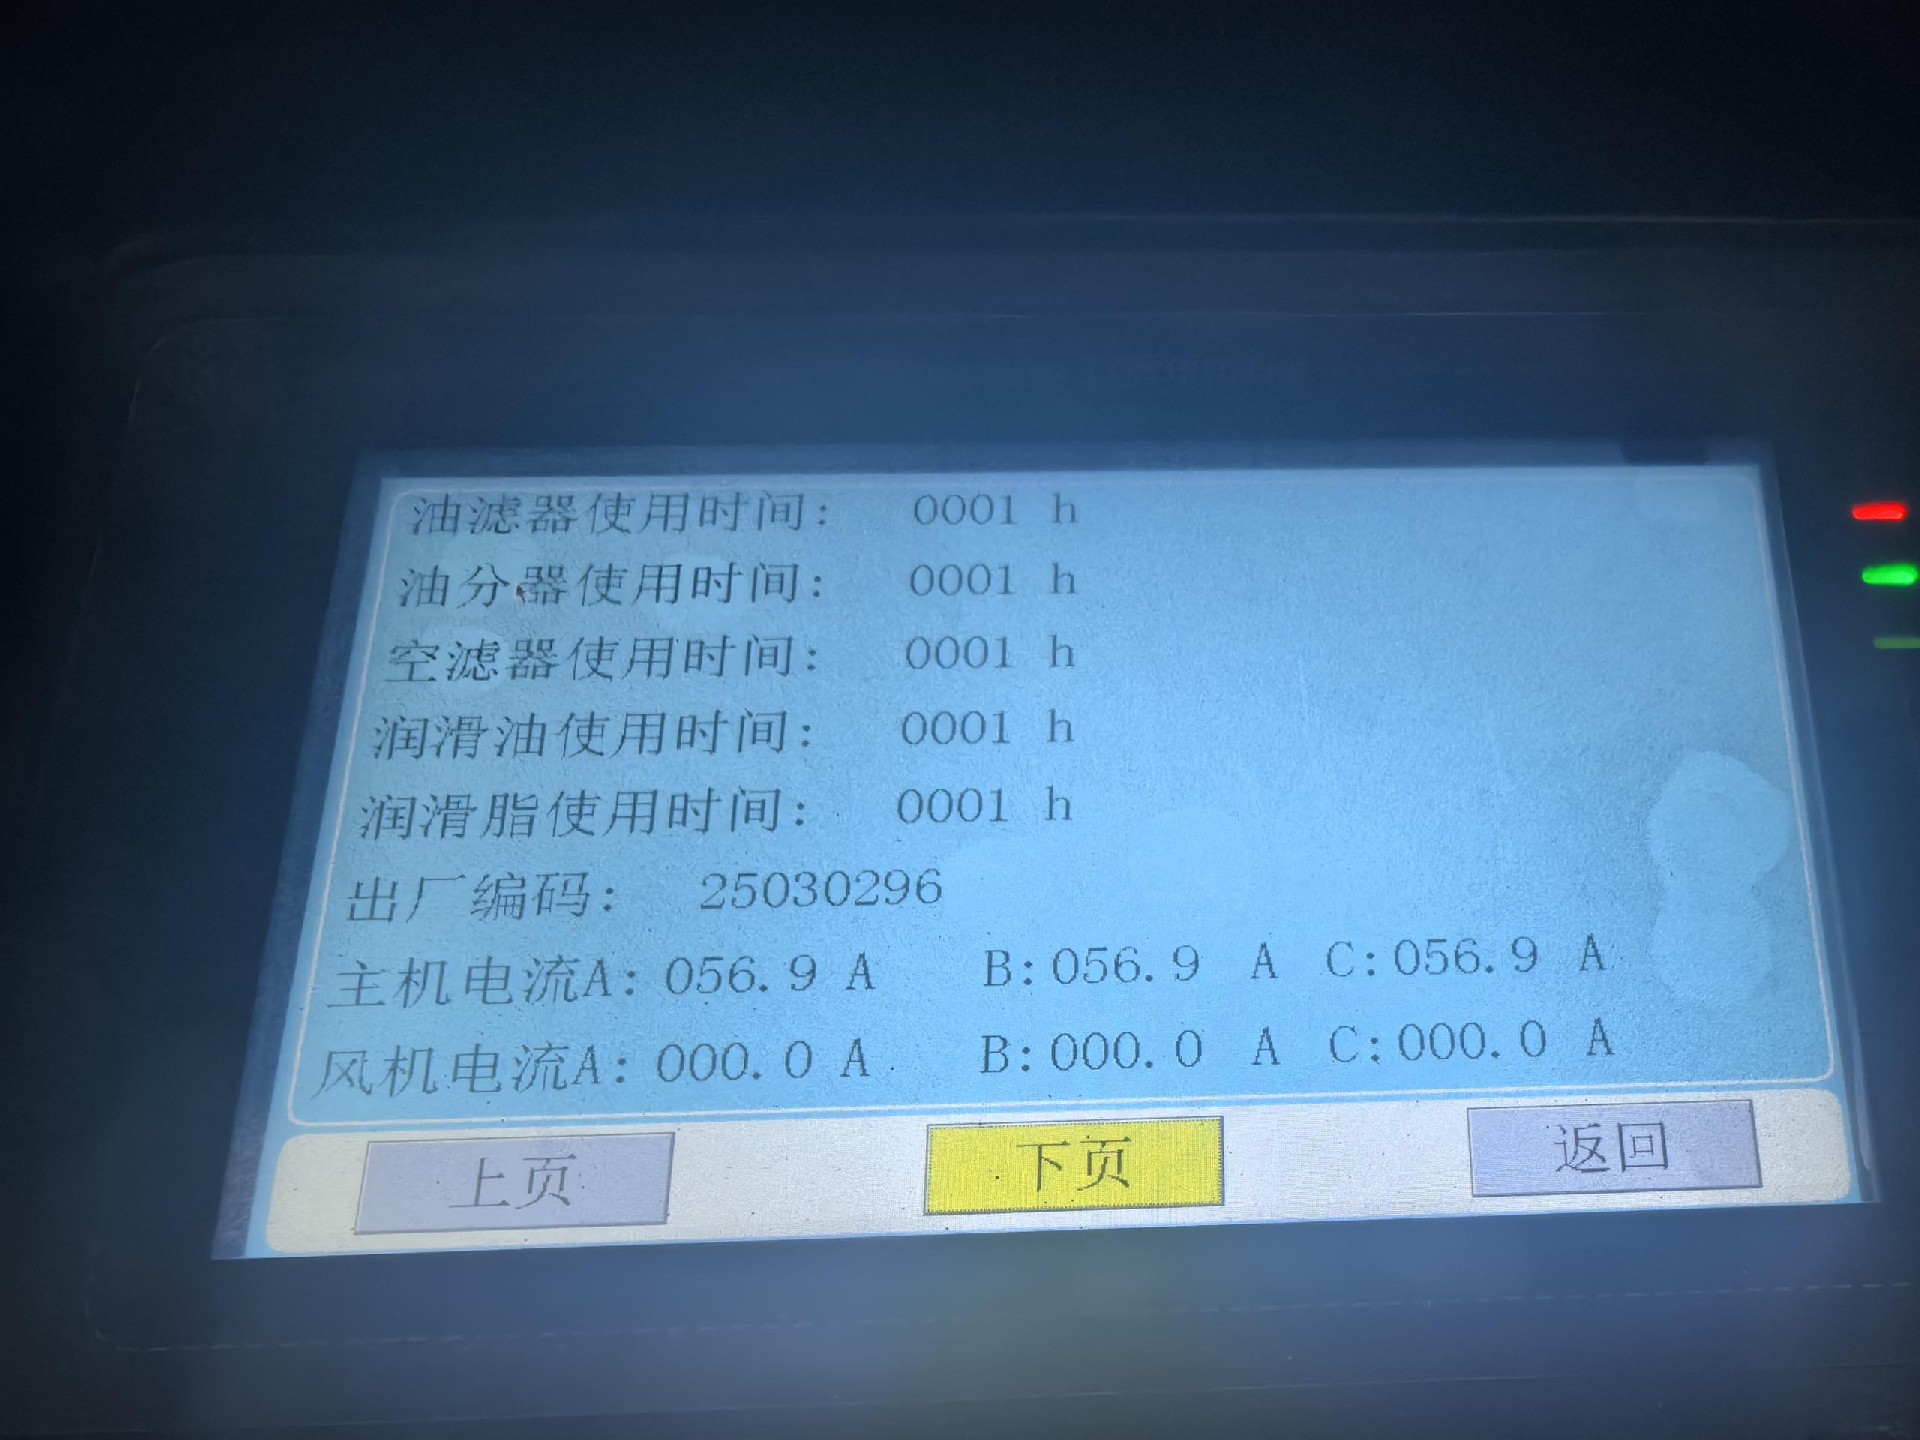 油滤器使用时间： 0001 h
油分器使用时间： 0001 h
空滤器使用时间： 0001 h
润滑油使用时间： 0001 h
润滑脂使用时间： 0001 h
出厂编码： 25030296
主机电流A：056.9 A B:056.9 A C:056.9 A
风机电流A：000.0 A B:000.0 A C:000.0 A
上页 下页 返回